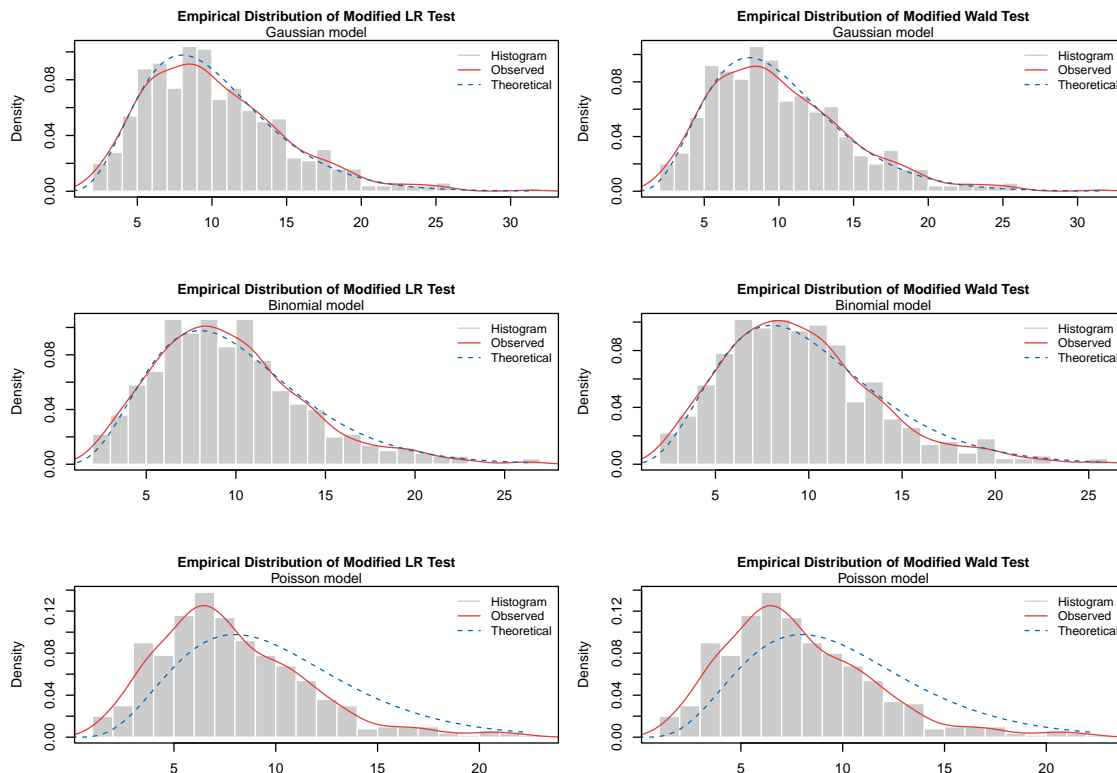 Empirical Distribution of Modified LR Test
Gaussian model
Density
0.00
0.04
0.08
5
10
15
20
25
30
Histogram
Observed
Theoretical
Empirical Distribution of Modified Wald Test
Gaussian model
Density
0.00
0.04
0.08
5
10
15
20
25
30
Histogram
Observed
Theoretical
Empirical Distribution of Modified LR Test
Binomial model
Density
0.00
0.04
0.08
5
10
15
20
25
Histogram
Observed
Theoretical
Empirical Distribution of Modified Wald Test
Binomial model
Density
0.00
0.04
0.08
5
10
15
20
25
Histogram
Observed
Theoretical
Empirical Distribution of Modified LR Test
Poisson model
Density
0.00
0.04
0.08
0.12
5
10
15
20
Histogram
Observed
Theoretical
Empirical Distribution of Modified Wald Test
Poisson model
Density
0.00
0.04
0.08
0.12
5
10
15
20
Histogram
Observed
Theoretical